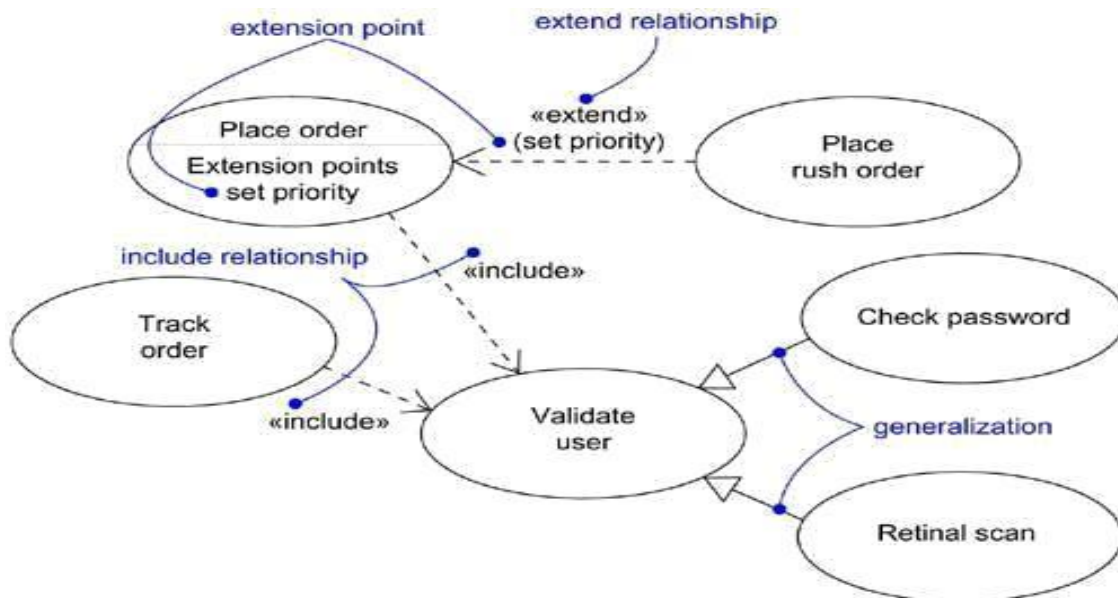 extension point
extend relationship
«extend»
(set priority)
Place order
Extension points
set priority
Place
rush order
include relationship
«include»
Track
order
Check password
«include»
Validate
user
generalization
Retinal scan